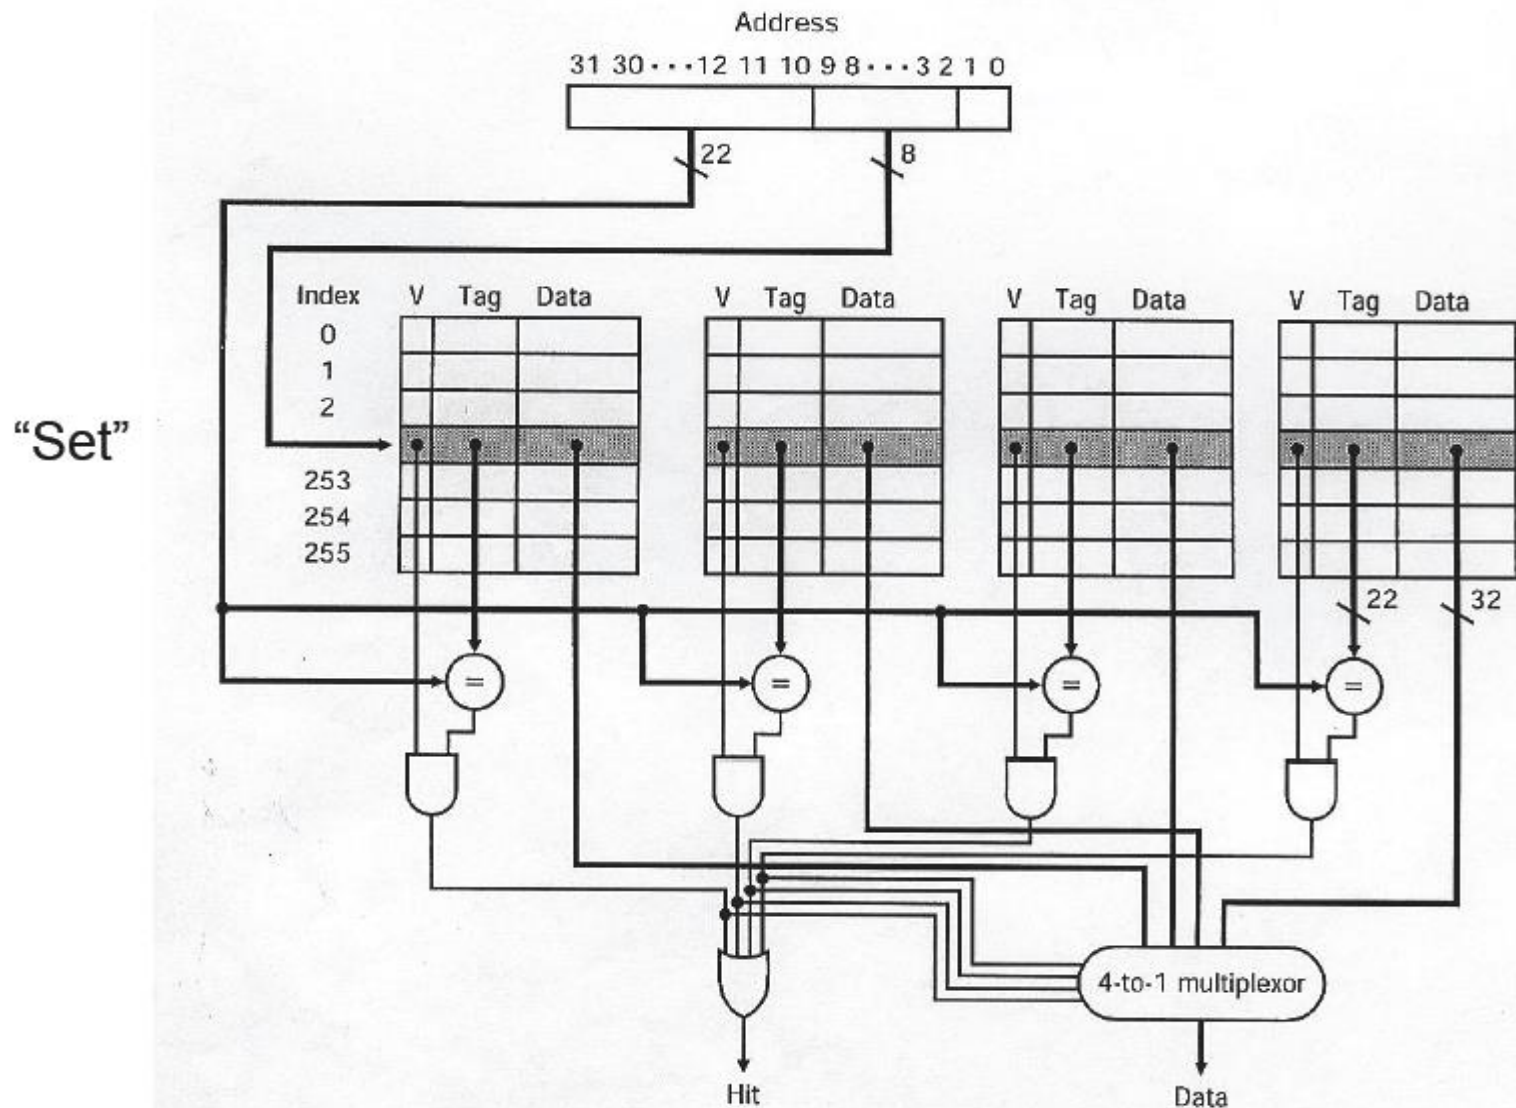 Address
31 30 · · · 12 11 10 9 8 · · · 3 2 1 0
22
8
Index V Tag Data V Tag Data V Tag Data V Tag Data
0
1
2
“Set”
253
254
255
22 32
= = = =
4-to-1 multiplexor
Hit
Data